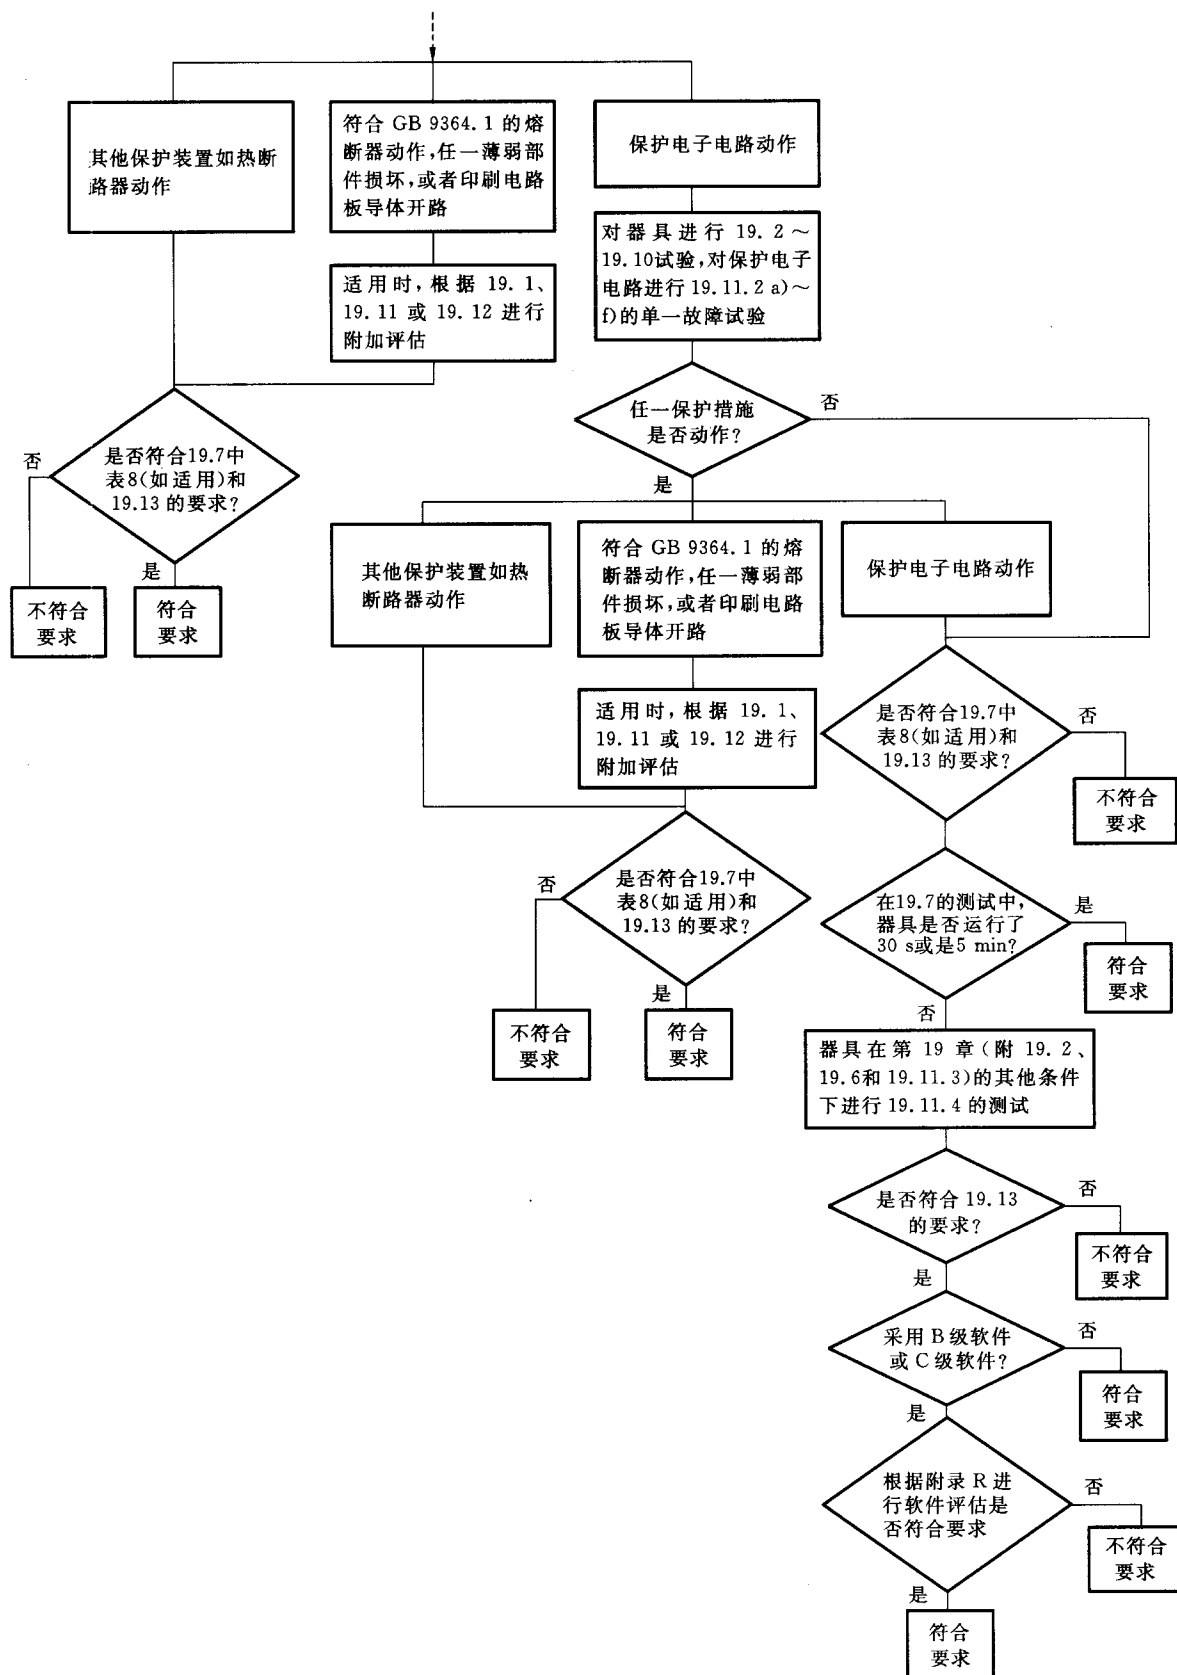 其他保护装置如热断
路器动作
符合 GB 9364.1 的熔
断器动作,任一薄弱部
件损坏,或者印刷电路
板导体开路
保护电子电路动作
适用时,根据 19.1、
19.11 或 19.12 进行
附加评估
对器具进行 19.2～
19.10试验,对保护电子
电路进行19.11.2 a)～
f)的单一故障试验
任一保护措施
是否动作?
否
是
是否符合19.7中
表8(如适用)和
19.13 的要求?
否
是
不符合
要求
符合
要求
其他保护装置如热
断路器动作
符合 GB 9364.1 的熔
断器动作,任一薄弱部
件损坏,或者印刷电路
板导体开路
保护电子电路动作
适用时,根据 19.1、
19.11 或 19.12 进行
附加评估
是否符合19.7中
表8(如适用)和
19.13 的要求?
否
是
不符合
要求
符合
要求
是否符合19.7中
表8(如适用)和
19.13 的要求?
否
不符合
要求
在19.7的测试中,
器具是否运行了
30 s或是5 min?
是
符合
要求
否
器具在第 19 章(附 19.2、
19.6和 19.11.3)的其他条件
下进行 19.11.4 的测试
是否符合 19.13
的要求?
否
不符合
要求
是
采用 B 级软件
或 C 级软件?
否
符合
要求
是
根据附录 R 进
行软件评估是
否符合要求
否
不符合
要求
是
符合
要求